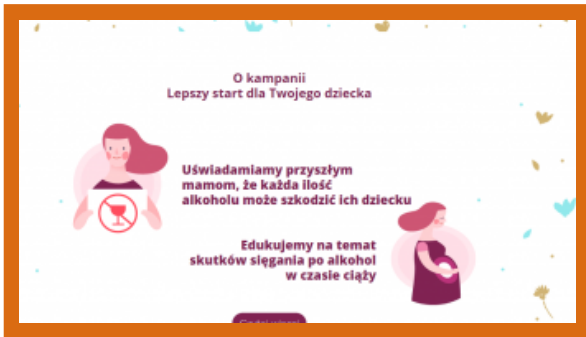 O kampanii
Lepszy start dla Twojego dziecka
Uświadamiamy przyszłym
mamom, że każda ilość
alkoholu może szkodzić ich dziecku
Edukujemy na temat
skutków sięgania po alkohol
w czasie ciąży